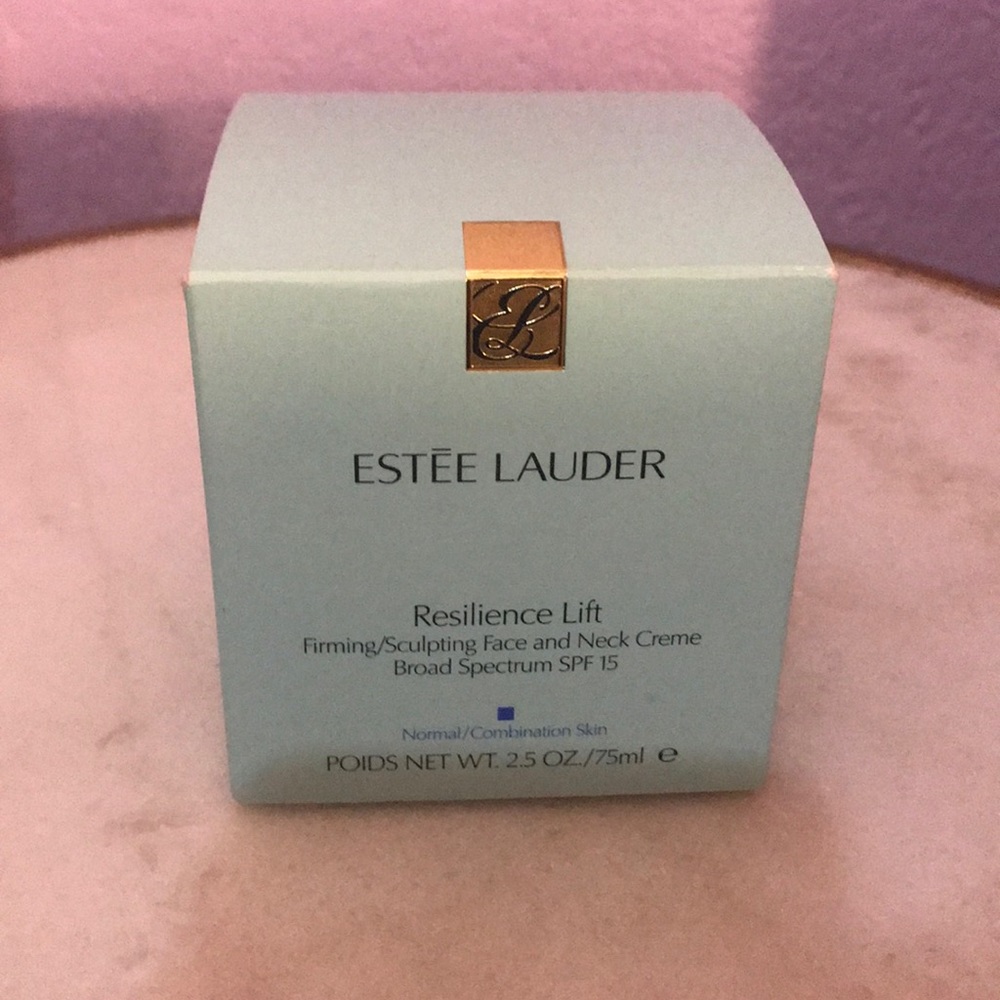 EL
ESTĒE LAUDER
Resilience Lift
Firming/Sculpting Face and Neck Creme
Broad Spectrum SPF 15
Normal/Combination Skin
POIDS NET WT. 2.5 OZ./75ml ℮